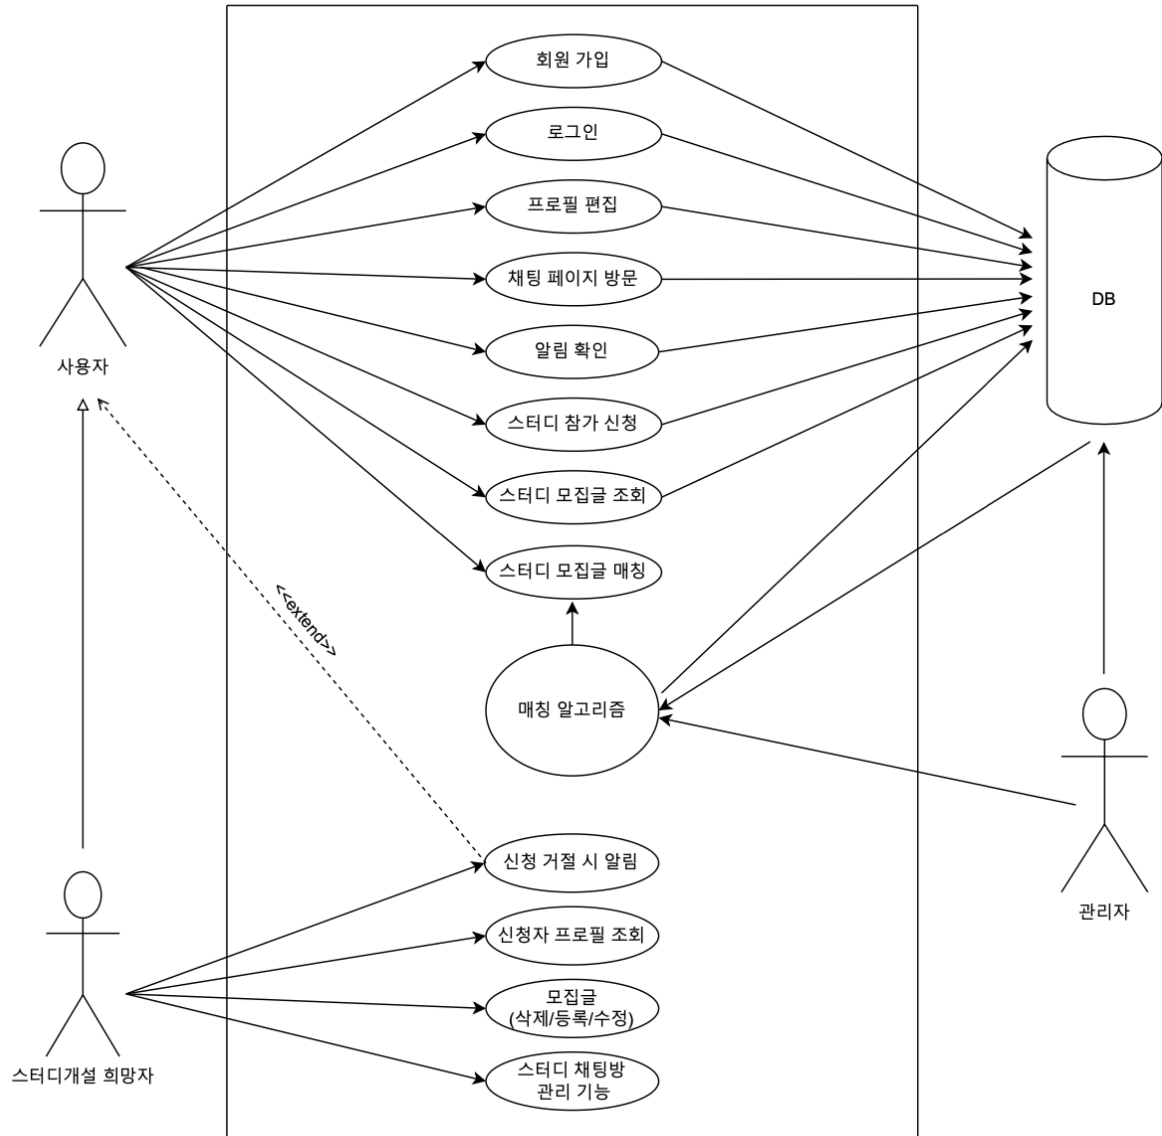 회원 가입
로그인
프로필 편집
채팅 페이지 방문
알림 확인
스터디 참가 신청
스터디 모집글 조회
스터디 모집글 매칭
매칭 알고리즘
사용자
DB
<<extend>>
신청 거절 시 알림
신청자 프로필 조회
모집글
(삭제/등록/수정)
스터디 채팅방
관리 기능
관리자
스터디개설 희망자